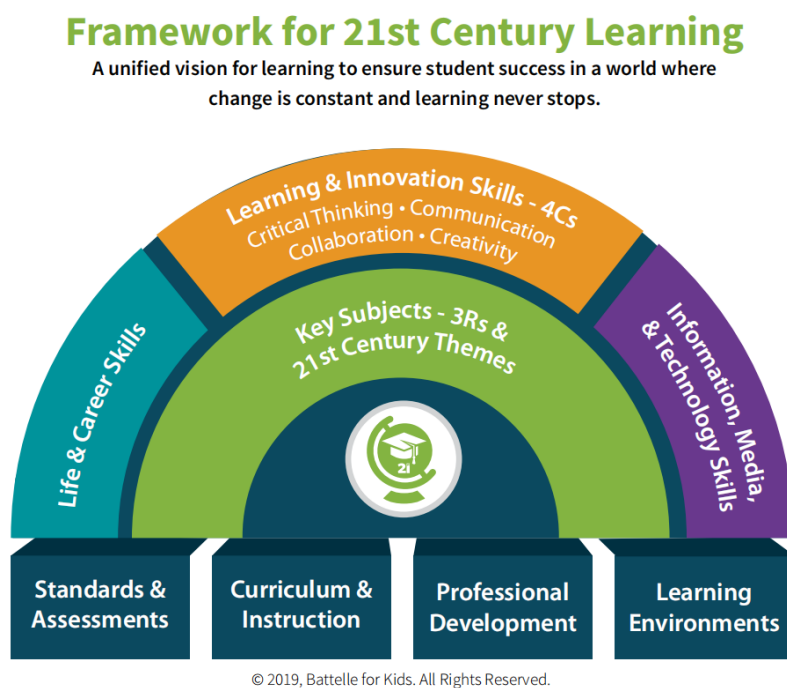 Framework for 21st Century Learning
A unified vision for learning to ensure student success in a world where
change is constant and learning never stops.
Learning & Innovation Skills - 4Cs
Critical Thinking • Communication
Collaboration • Creativity
Life & Career Skills
Key Subjects - 3Rs &
21st Century Themes
Information, Media,
& Technology Skills
21
Standards &
Assessments
Curriculum &
Instruction
Professional
Development
Learning
Environments
© 2019, Battelle for Kids. All Rights Reserved.